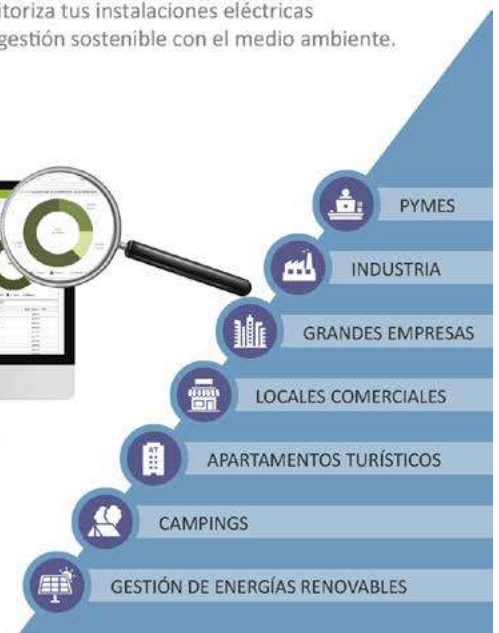 itoriza tus instalaciones eléctricas
gestión sostenible con el medio ambiente.
PYMES
INDUSTRIA
GRANDES EMPRESAS
LOCALES COMERCIALES
AT
APARTAMENTOS TURÍSTICOS
CAMPINGS
GESTIÓN DE ENERGÍAS RENOVABLES